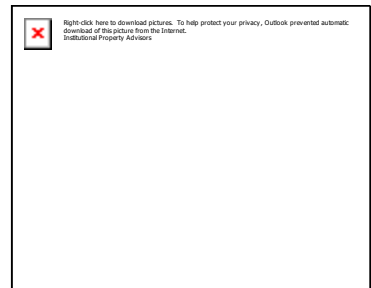 Right-click here to download pictures. To help protect your privacy, Outlook prevented automatic
download of this picture from the Internet.
Institutional Property Advisors